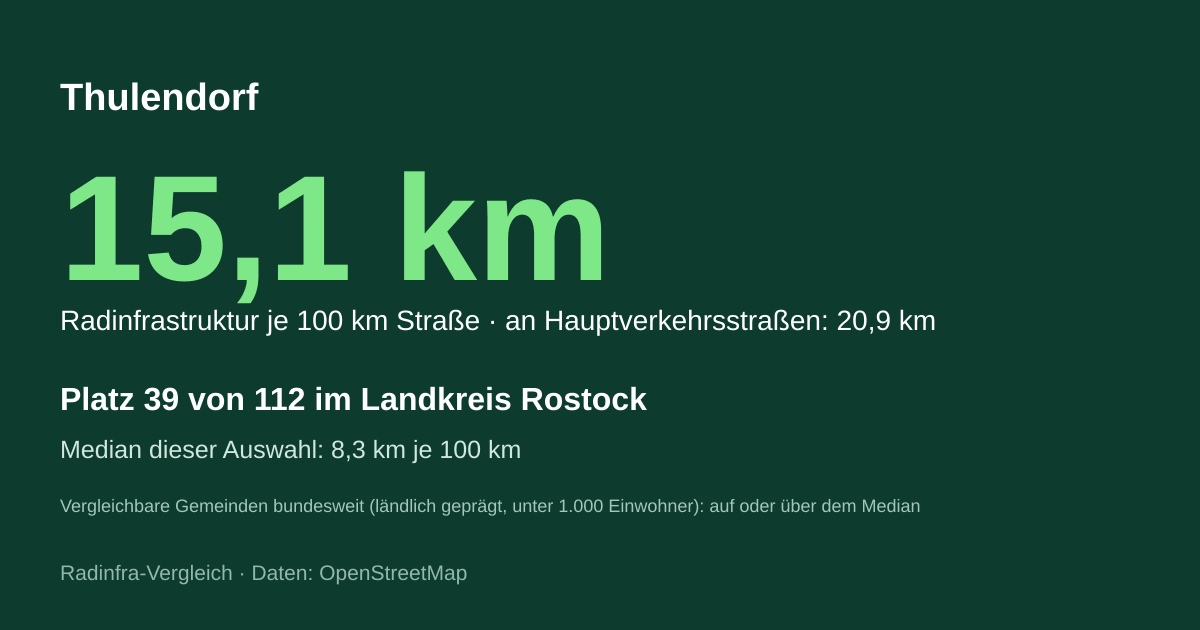 Thulendorf
15,1 km
Radinfrastruktur je 100 km Straße · an Hauptverkehrsstraßen: 20,9 km
Platz 39 von 112 im Landkreis Rostock
Median dieser Auswahl: 8,3 km je 100 km
Vergleichbare Gemeinden bundesweit (ländlich geprägt, unter 1.000 Einwohner): auf oder über dem Median
Radinfra-Vergleich · Daten: OpenStreetMap